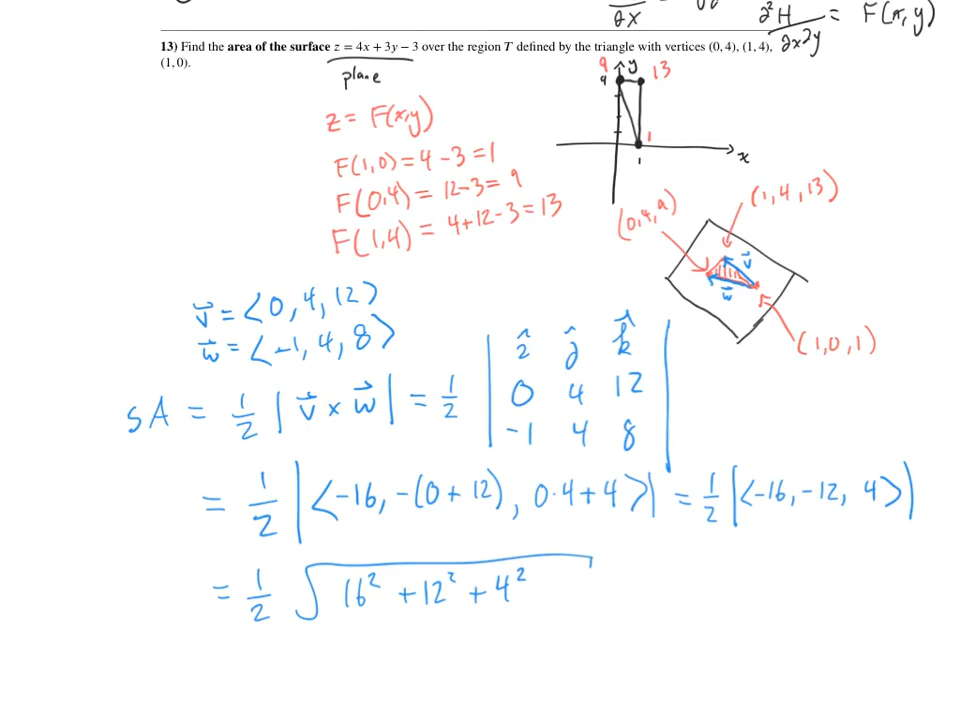 ∂x
∂²H/∂x∂y = F(x, y)
13) Find the area of the surface z = 4x + 3y − 3 over the region T defined by the triangle with vertices (0, 4), (1, 4),
(1, 0).
plane
9 y 13
4
1
x
1
z = F(x,y)
F(1,0) = 4 - 3 = 1
F(0,4) = 12 - 3 = 9
F(1,4) = 4 + 12 - 3 = 13
(0,4,9)
(1, 4, 13)
v⃗
w⃗
(1, 0, 1)
v⃗ = <0, 4, 12>
w⃗ = <-1, 4, 8>
SA = 1/2 | v⃗ × w⃗ | = 1/2 | î ĵ k̂
0 4 12
-1 4 8 |
= 1/2 |<-16, -(0 + 12), 0·4 + 4>| = 1/2 |<-16, -12, 4>|
= 1/2 √(16² + 12² + 4²)